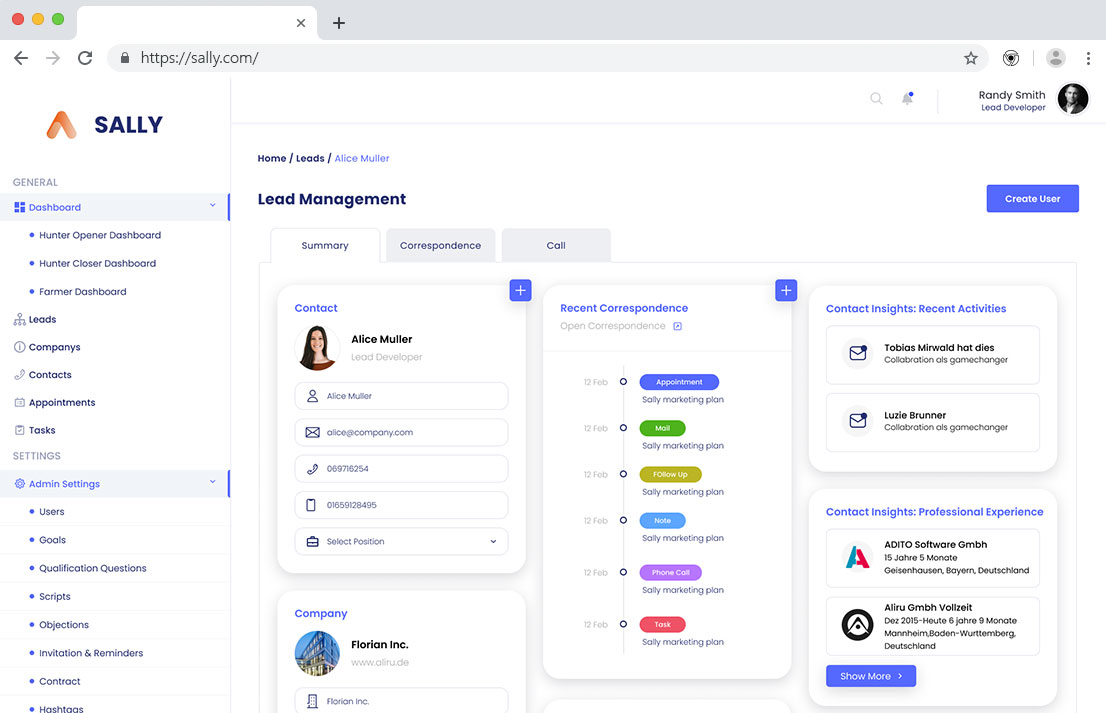 https://sally.com/
Randy Smith
Lead Developer
SALLY
GENERAL
Dashboard
Hunter Opener Dashboard
Hunter Closer Dashboard
Farmer Dashboard
Leads
Companys
Contacts
Appointments
Tasks
SETTINGS
Admin Settings
Users
Goals
Qualification Questions
Scripts
Objections
Invitation & Reminders
Contract
Hashtags
Home / Leads / Alice Muller
Lead Management
Create User
Summary
Correspondence
Call
Contact
Alice Muller
Lead Developer
Alice Muller
alice@company.com
069716254
01659128495
Select Position
Company
Florian Inc.
www.aliru.de
Florian Inc.
Recent Correspondence
Open Correspondence
12 Feb
Appointment
Sally marketing plan
12 Feb
Mail
Sally marketing plan
12 Feb
FOllow Up
Sally marketing plan
12 Feb
Note
Sally marketing plan
12 Feb
Phone Call
Sally marketing plan
12 Feb
Task
Sally marketing plan
Contact Insights: Recent Activities
Tobias Mirwald hat dies
Collabration als gamechanger
Luzie Brunner
Collabration als gamechanger
Contact Insights: Professional Experience
ADITO Software Gmbh
15 Jahre 5 Monate
Geisenhausen, Bayern, Deutschland
Aliru Gmbh Vollzeit
Dez 2015-Heute 6 jahre 9 Monate
Mannheim,Baden-Wurttemberg,
Deutschland
Show More